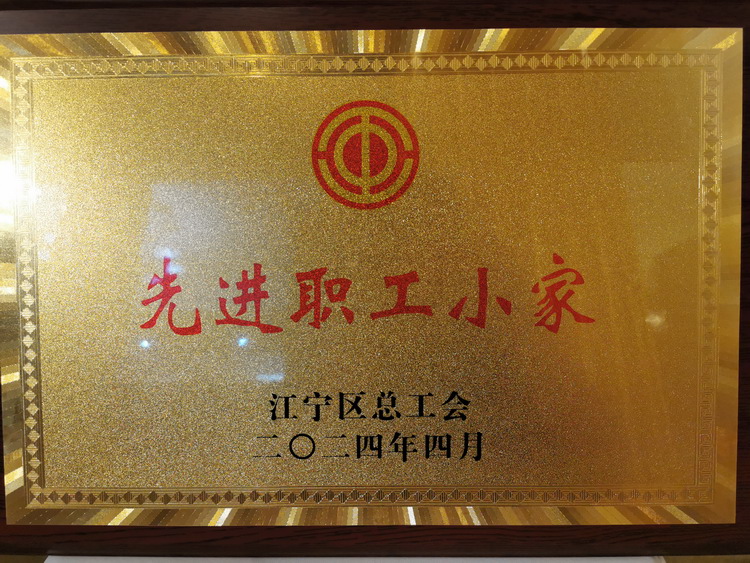 先进职工小家
江宁区总工会
二〇二四年四月